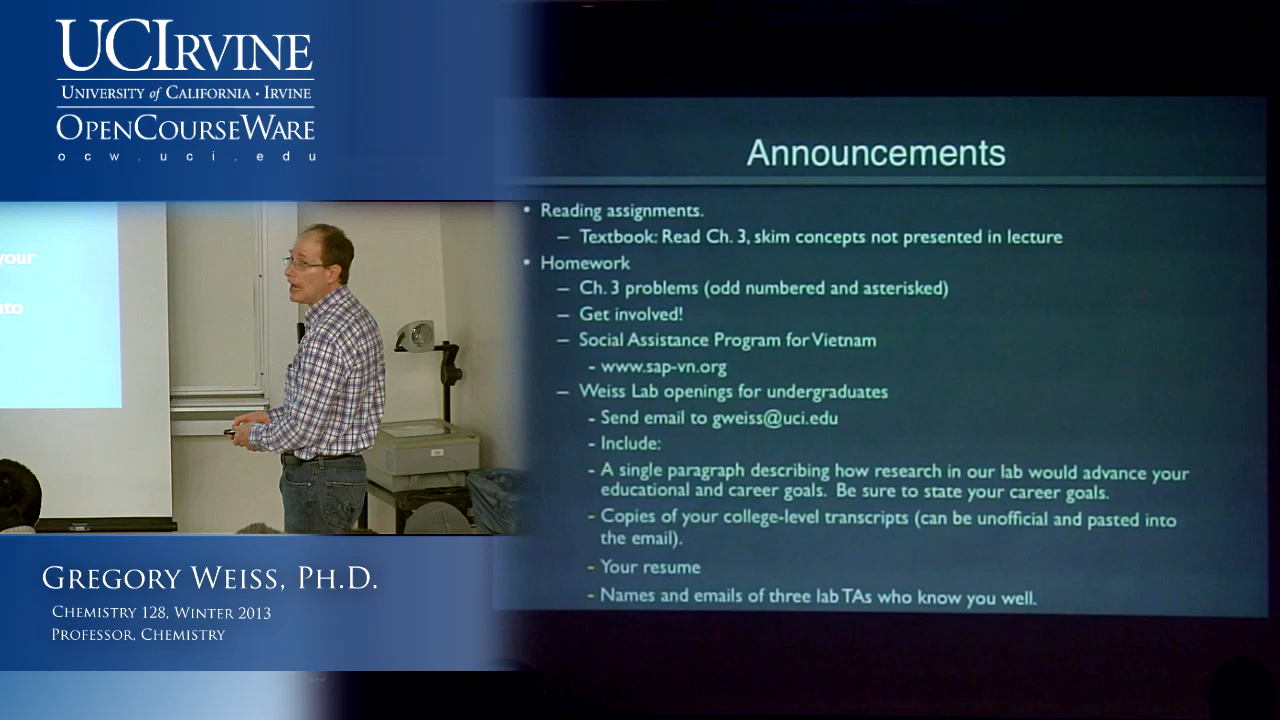 UCIRVINE
UNIVERSITY of CALIFORNIA · IRVINE
OPENCOURSEWARE
ocw.uci.edu
your
nto
GREGORY WEISS, PH.D.
CHEMISTRY 128, WINTER 2013
PROFESSOR, CHEMISTRY
Announcements
• Reading assignments.
– Textbook: Read Ch. 3, skim concepts not presented in lecture
• Homework
– Ch. 3 problems (odd numbered and asterisked)
– Get involved!
– Social Assistance Program for Vietnam
- www.sap-vn.org
– Weiss Lab openings for undergraduates
- Send email to gweiss@uci.edu
- Include:
- A single paragraph describing how research in our lab would advance your
educational and career goals. Be sure to state your career goals.
- Copies of your college-level transcripts (can be unofficial and pasted into
the email).
- Your resume
- Names and emails of three lab TAs who know you well.